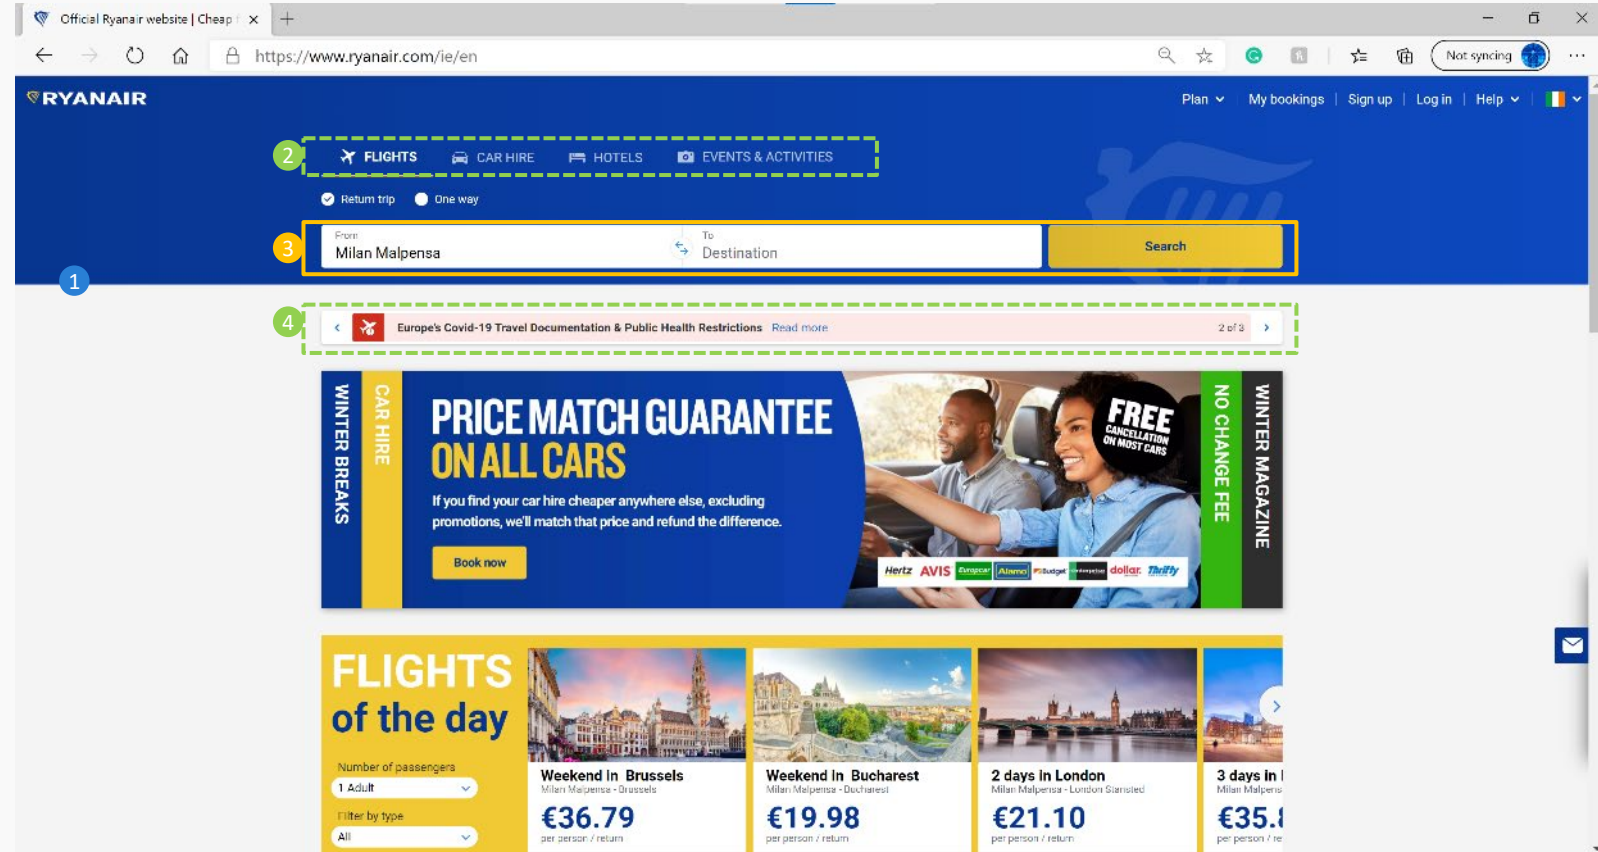 Official Ryanair website | Cheap f
https://www.ryanair.com/ie/en
Not syncing
RYANAIR
Plan
My bookings | Sign up | Log in | Help
2
FLIGHTS
CAR HIRE
HOTELS
EVENTS & ACTIVITIES
Return trip
One way
3
From
Milan Malpensa
To
Destination
Search
1
4
Europe's Covid-19 Travel Documentation & Public Health Restrictions Read more
2 of 3
WINTER BREAKS
CAR HIRE
PRICE MATCH GUARANTEE
ON ALL CARS
If you find your car hire cheaper anywhere else, excluding
promotions, we'll match that price and refund the difference.
Book now
FREE
CANCELLATION
ON MOST CARS
Hertz AVIS Europcar Alamo Budget enterprise dollar. Thrifty
NO CHANGE FEE
WINTER MAGAZINE
FLIGHTS
of the day
Number of passengers
1 Adult
Filter by type
All
Weekend in Brussels
Milan Malpensa - Brussels
€36.79
per person / return
Weekend in Bucharest
Milan Malpensa - Bucharest
€19.98
per person / return
2 days in London
Milan Malpensa - London Stansted
€21.10
per person / return
3 days in
Milan Malpens
€35.8
per person / re